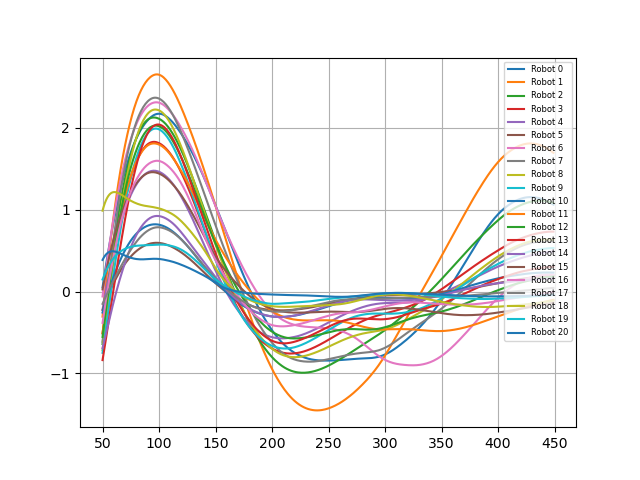 2
1
0
−1
50
100
150
200
250
300
350
400
450
Robot 0
Robot 1
Robot 2
Robot 3
Robot 4
Robot 5
Robot 6
Robot 7
Robot 8
Robot 9
Robot 10
Robot 11
Robot 12
Robot 13
Robot 14
Robot 15
Robot 16
Robot 17
Robot 18
Robot 19
Robot 20